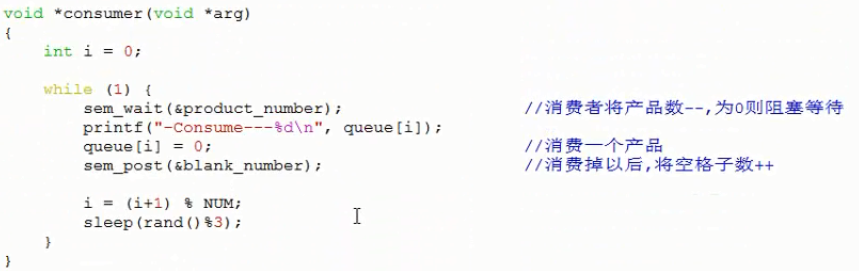 void *consumer(void *arg)
{
    int i = 0;

    while (1) {
        sem_wait(&product_number);                    //消费者将产品数--,为0则阻塞等待
        printf("-Consume---%d\n", queue[i]);
        queue[i] = 0;                                 //消费一个产品
        sem_post(&blank_number);                      //消费掉以后,将空格子数++

        i = (i+1) % NUM;
        sleep(rand()%3);
    }
}